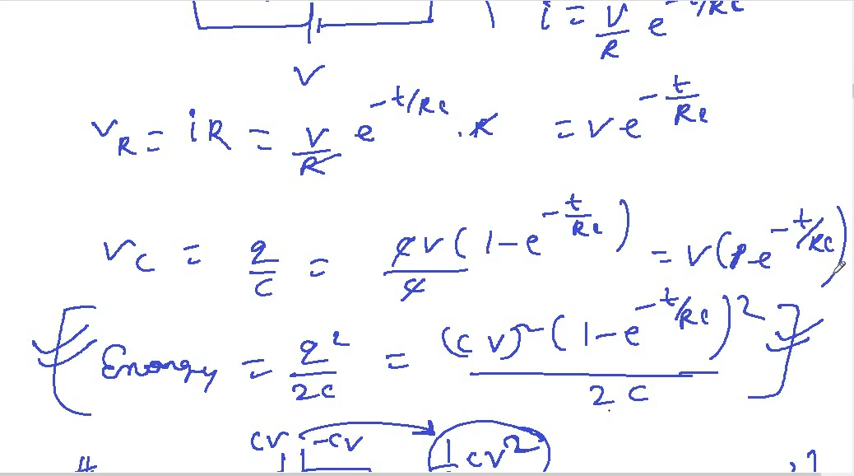 i = V/R e^-t/RC
V
V_R = iR = V/R e^-t/RC . R = V e^-t/RC
V_C = q/C = CV(1-e^-t/RC)/C = V(1-e^-t/RC)
Energy = q²/2C = (CV)²(1-e^-t/RC)²/2C
CV -CV 1/2 CV²
#